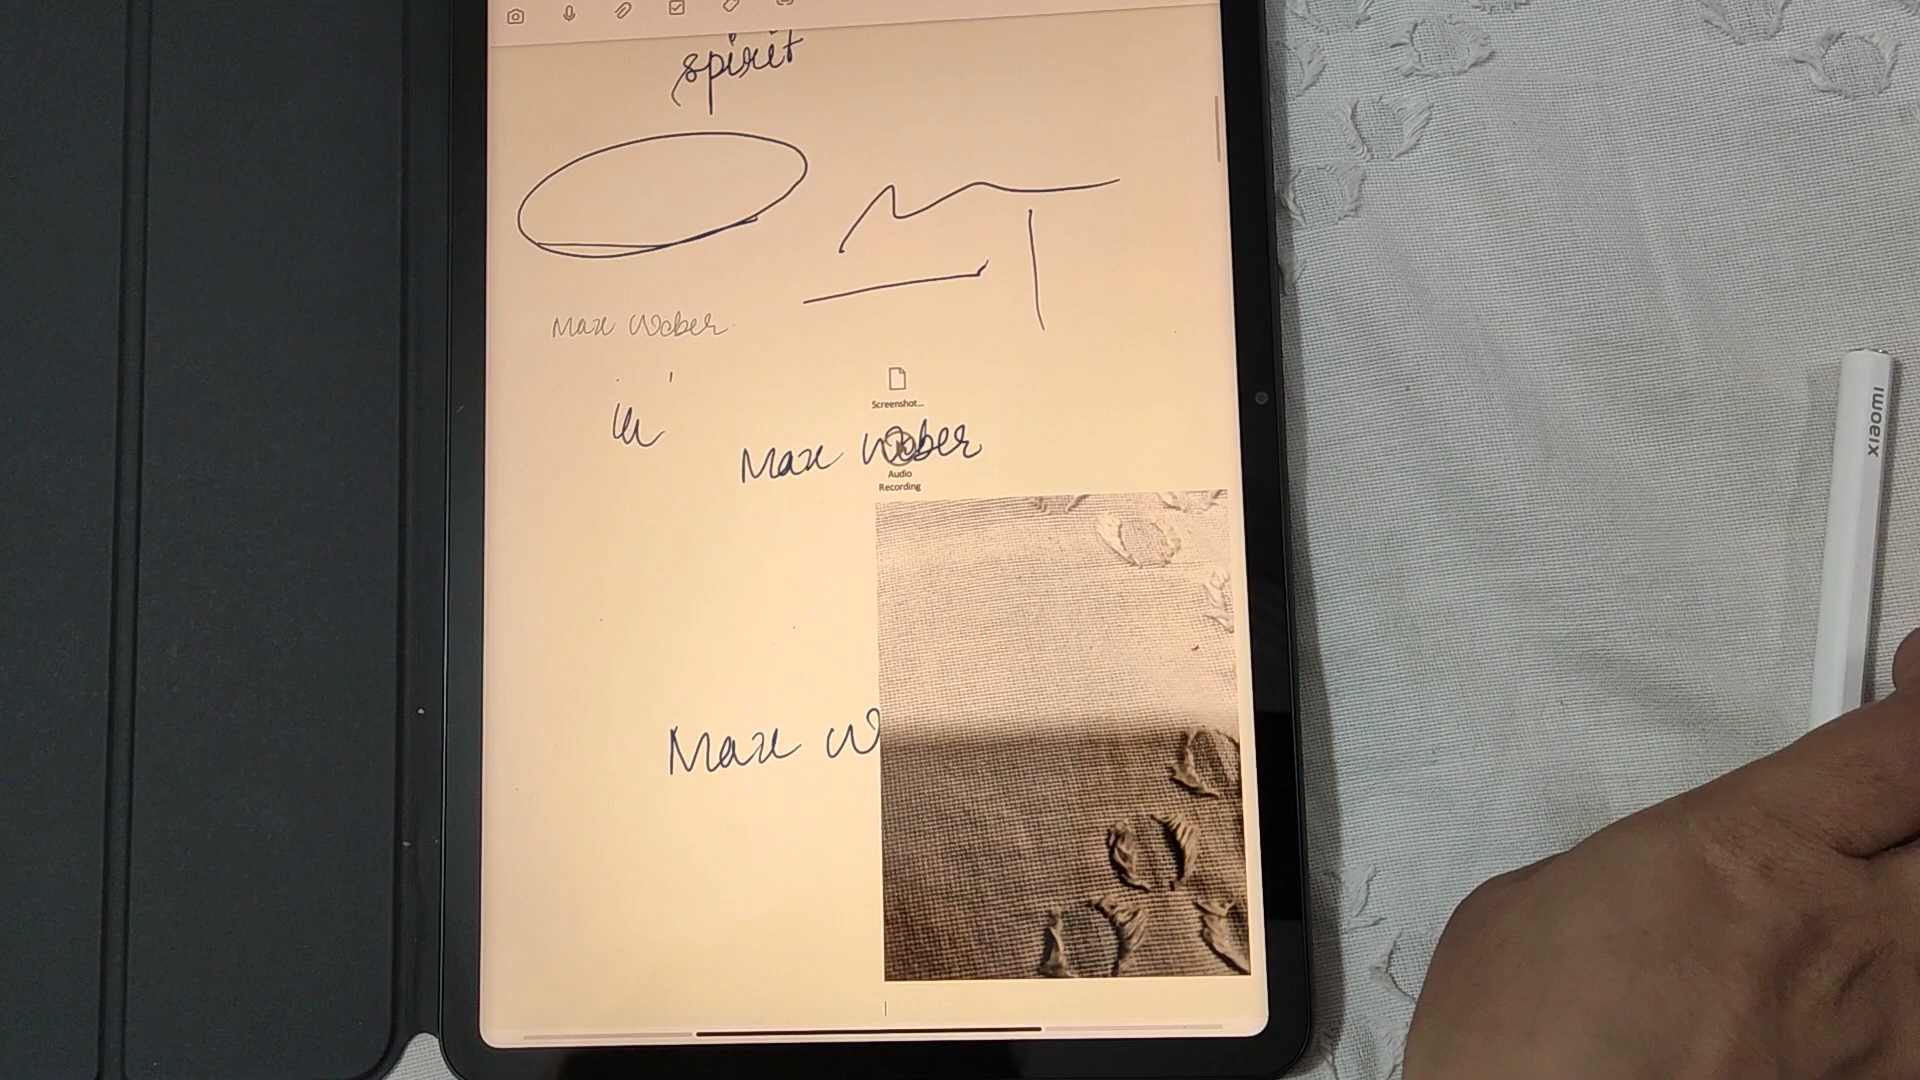 spirit
Max Weber
Screenshot...
Max Weber
Audio
Recording
Max W
xiaomi